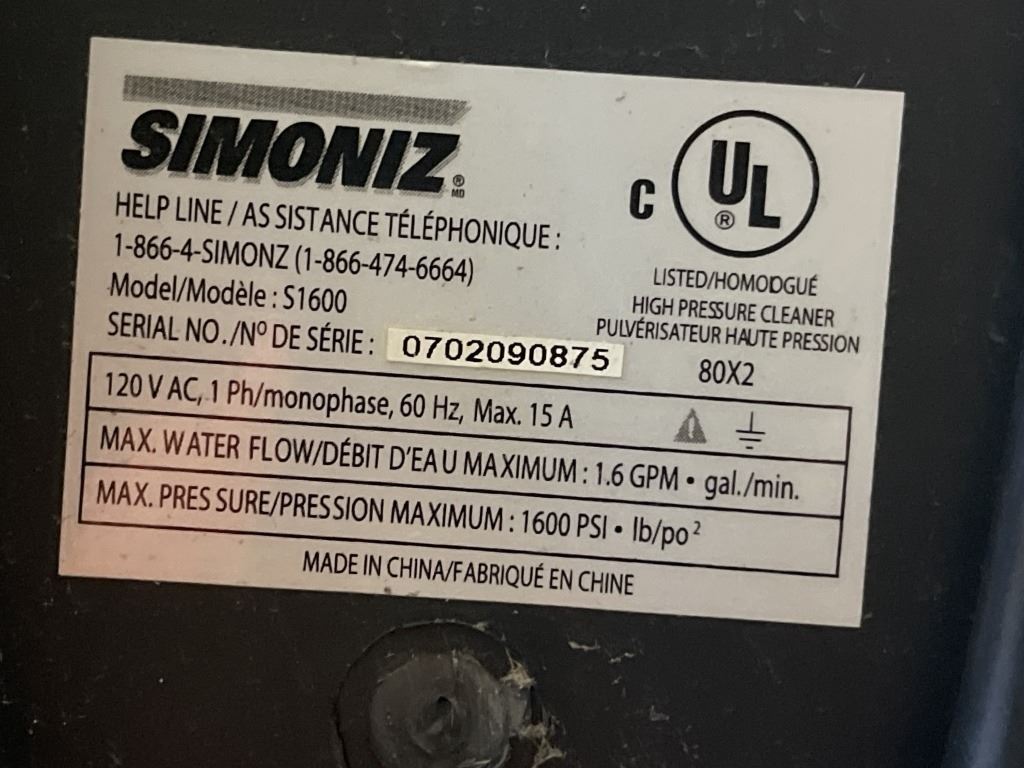 SIMONIZ® MD
HELP LINE / AS SISTANCE TÉLÉPHONIQUE :
1-866-4-SIMONZ (1-866-474-6664)
Model/Modèle : S1600
SERIAL NO./Nº DE SÉRIE : 0702090875
C UL®
LISTED/HOMODGUÉ
HIGH PRESSURE CLEANER
PULVÉRISATEUR HAUTE PRESSION
80X2
120 V AC, 1 Ph/monophase, 60 Hz, Max. 15 A
MAX. WATER FLOW/DÉBIT D'EA U MAXIMUM : 1.6 GPM • gal./min.
MAX. PRES SURE/PRESSION MAXIMUM : 1600 PSI • lb/po²
MADE IN CHINA/FABRIQUÉ EN CHINE